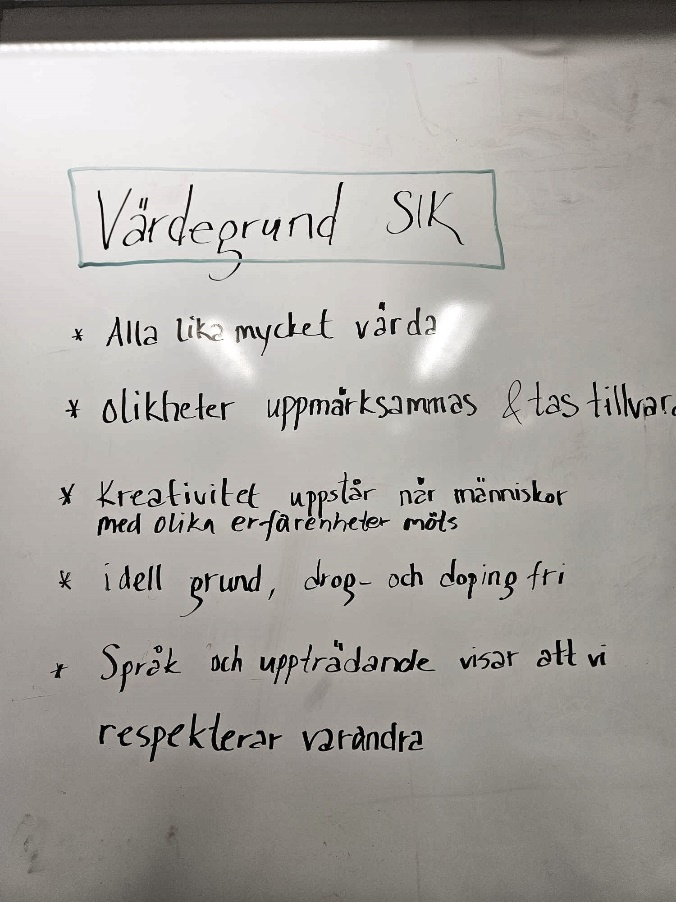 Värdegrund SIK
* Alla lika mycket värda
* olikheter uppmärksammas & tas tillvara
* Kreativitet uppstår när människor
med olika erfarenheter möts
* idell grund, drog- och doping fri
* Språk och uppträdande visar att vi
respekterar varandra